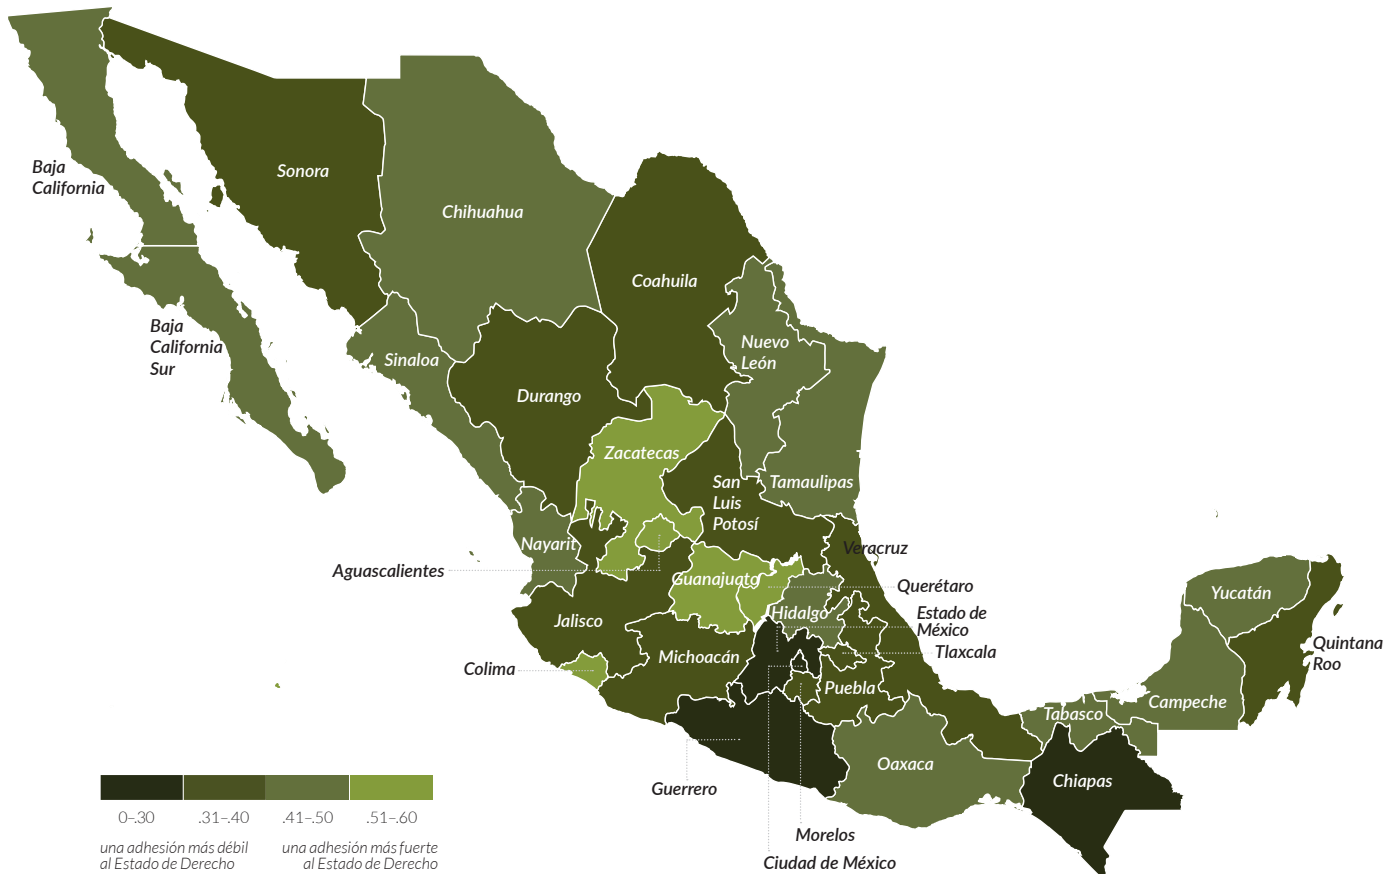 Baja
California
Sonora
Chihuahua
Coahuila
Baja
California
Sur
Sinaloa
Nuevo
León
Durango
Zacatecas
San
Luis
Potosí
Tamaulipas
Nayarit
Veracruz
Aguascalientes
Guanajuato
Querétaro
Yucatán
Hidalgo
Estado de
México
Jalisco
Tlaxcala
Quintana
Roo
Colima
Michoacán
Puebla
Campeche
Tabasco
Oaxaca
Chiapas
Guerrero
Morelos
Ciudad de México
0–.30
.31–.40
.41–.50
.51–.60
una adhesión más débil
al Estado de Derecho
una adhesión más fuerte
al Estado de Derecho